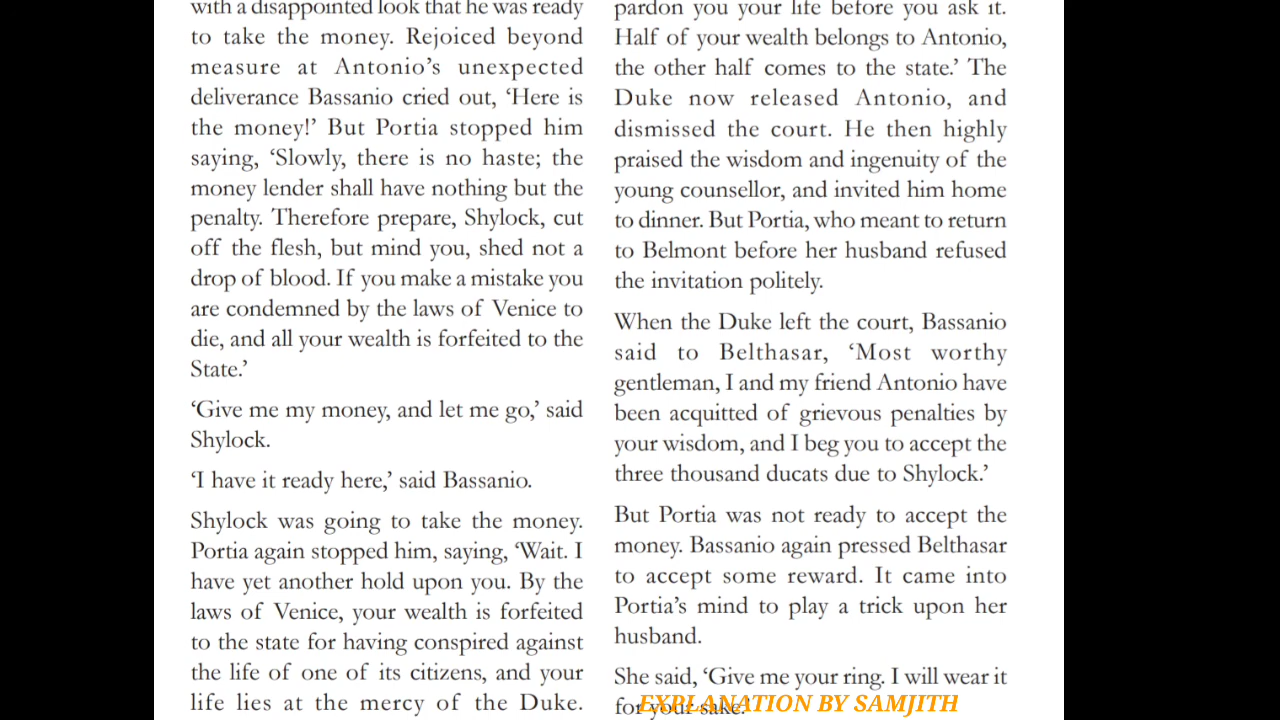 with a disappointed look that he was ready
to take the money. Rejoiced beyond
measure at Antonio’s unexpected
deliverance Bassanio cried out, ‘Here is
the money!’ But Portia stopped him
saying, ‘Slowly, there is no haste; the
money lender shall have nothing but the
penalty. Therefore prepare, Shylock, cut
off the flesh, but mind you, shed not a
drop of blood. If you make a mistake you
are condemned by the laws of Venice to
die, and all your wealth is forfeited to the
State.’
‘Give me my money, and let me go,’ said
Shylock.
‘I have it ready here,’ said Bassanio.
Shylock was going to take the money.
Portia again stopped him, saying, ‘Wait. I
have yet another hold upon you. By the
laws of Venice, your wealth is forfeited
to the state for having conspired against
the life of one of its citizens, and your
life lies at the mercy of the Duke.
pardon you your life before you ask it.
Half of your wealth belongs to Antonio,
the other half comes to the state.’ The
Duke now released Antonio, and
dismissed the court. He then highly
praised the wisdom and ingenuity of the
young counsellor, and invited him home
to dinner. But Portia, who meant to return
to Belmont before her husband refused
the invitation politely.
When the Duke left the court, Bassanio
said to Belthasar, ‘Most worthy
gentleman, I and my friend Antonio have
been acquitted of grievous penalties by
your wisdom, and I beg you to accept the
three thousand ducats due to Shylock.’
But Portia was not ready to accept the
money. Bassanio again pressed Belthasar
to accept some reward. It came into
Portia’s mind to play a trick upon her
husband.
She said, ‘Give me your ring. I will wear it
for your sake.’
EXPLANATION BY SAMJITH